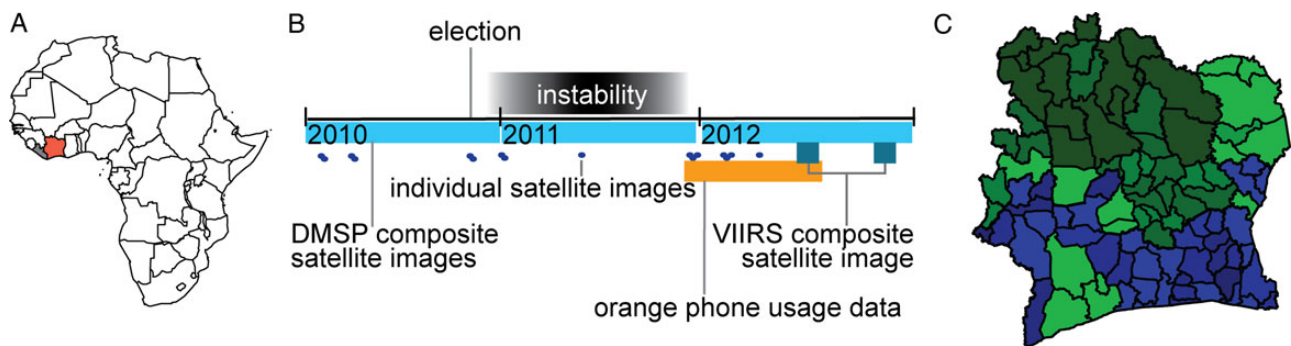 A
B
C
election
instability
2010
2011
2012
individual satellite images
DMSP composite
satellite images
VIIRS composite
satellite image
orange phone usage data